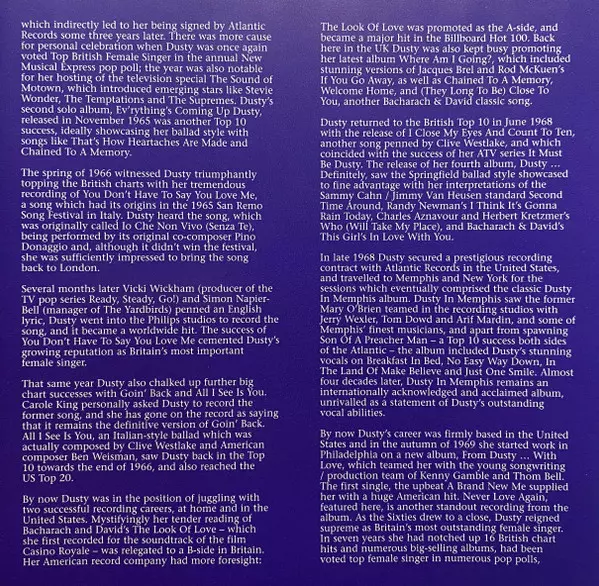 which indirectly led to her being signed by Atlantic
Records some three years later. There was more cause
for personal celebration when Dusty was once again
voted Top British Female Singer in the annual New
Musical Express pop poll; the year was also notable
for her hosting of the television special The Sound of
Motown, which introduced emerging stars like Stevie
Wonder, The Temptations and The Supremes. Dusty's
second solo album, Ev'rything's Coming Up Dusty,
released in November 1965 was another Top 10
success, ideally showcasing her ballad style with
songs like That's How Heartaches Are Made and
Chained To A Memory.
The spring of 1966 witnessed Dusty triumphantly
topping the British charts with her tremendous
recording of You Don't Have To Say You Love Me,
a song which had its origins in the 1965 San Reno
Song Festival in Italy. Dusty heard the song, which
was originally called Io Che Non Vivo (Senza Te),
being performed by its original co-composer Pino
Donaggio and, although it didn't win the festival,
she was sufficiently impressed to bring the song
back to London.
Several months later Vicki Wickham (producer of the
TV pop series Ready, Steady, Go!) and Simon Napier-
Bell (manager of The Yardbirds) penned an English
lyric, Dusty went into the Philips studios to record the
song, and it became a worldwide hit. The success of
You Don't Have To Say You Love Me cemented Dusty's
growing reputation as Britain's most important
female singer.
That same year Dusty also chalked up further big
chart successes with Goin' Back and All I See Is You.
Carole King personally asked Dusty to record the
former song, and she has gone on the record as saying
that it remains the definitive version of Goin' Back.
All I See Is You, an Italian-style ballad which was
actually composed by Clive Westlake and American
composer Ben Weisman, saw Dusty back in the Top
10 towards the end of 1966, and also reached the
US Top 20.
By now Dusty was in the position of juggling with
two successful recording careers, at home and in the
United States. Mystifyingly her tender reading of
Bacharach and David's The Look Of Love – which
she first recorded for the soundtrack of the film
Casino Royale – was relegated to a B-side in Britain.
Her American record company had more foresight:
The Look Of Love was promoted as the A-side, and
became a major hit in the Billboard Hot 100. Back
here in the UK Dusty was also kept busy promoting
her latest album Where Am I Going?, which included
stunning versions of Jacques Brel and Rod McKuen's
If You Go Away, as well as Chained To A Memory,
Welcome Home, and (They Long To Be) Close To
You, another Bacharach & David classic song.
Dusty returned to the British Top 10 in June 1968
with the release of I Close My Eyes And Count To Ten,
another song penned by Clive Westlake, and which
coincided with the success of her ATV series It Must
Be Dusty. The release of her fourth album, Dusty ...
Definitely, saw the Springfield ballad style showcased
to fine advantage with her interpretations of the
Sammy Cahn / Jimmy Van Heusen standard Second
Time Around, Randy Newman's I Think It's Gonna
Rain Today, Charles Aznavour and Herbert Kretzmer's
Who (Will Take My Place), and Bacharach & David's
This Girl's In Love With You.
In late 1968 Dusty secured a prestigious recording
contract with Atlantic Records in the United States,
and travelled to Memphis and New York for the
sessions which eventually comprised the classic Dusty
In Memphis album. Dusty In Memphis saw the former
Mary O'Brien teamed in the recording studios with
Jerry Wexler, Tom Dowd and Arif Mardin, and some of
Memphis' finest musicians, and apart from spawning
Son Of A Preacher Man – a Top 10 success both sides
of the Atlantic – the album included Dusty's stunning
vocals on Breakfast In Bed, No Easy Way Down, In
The Land Of Make Believe and Just One Smile. Almost
four decades later, Dusty In Memphis remains an
internationally acknowledged and acclaimed album,
unrivalled as a statement of Dusty's outstanding
vocal abilities.
By now Dusty's career was firmly based in the United
States and in the autumn of 1969 she started work in
Philadelphia on a new album, From Dusty ... With
Love, which teamed her with the young songwriting
/ production team of Kenny Gamble and Thom Bell.
The first single, the upbeat A Brand New Me supplied
her with a huge American hit. Never Love Again,
featured here, is another standout recording from the
album. As the Sixties drew to a close, Dusty reigned
supreme as Britain's most outstanding female singer.
In seven years she had notched up 16 British chart
hits and numerous big-selling albums, had been
voted top female singer in numerous pop polls,